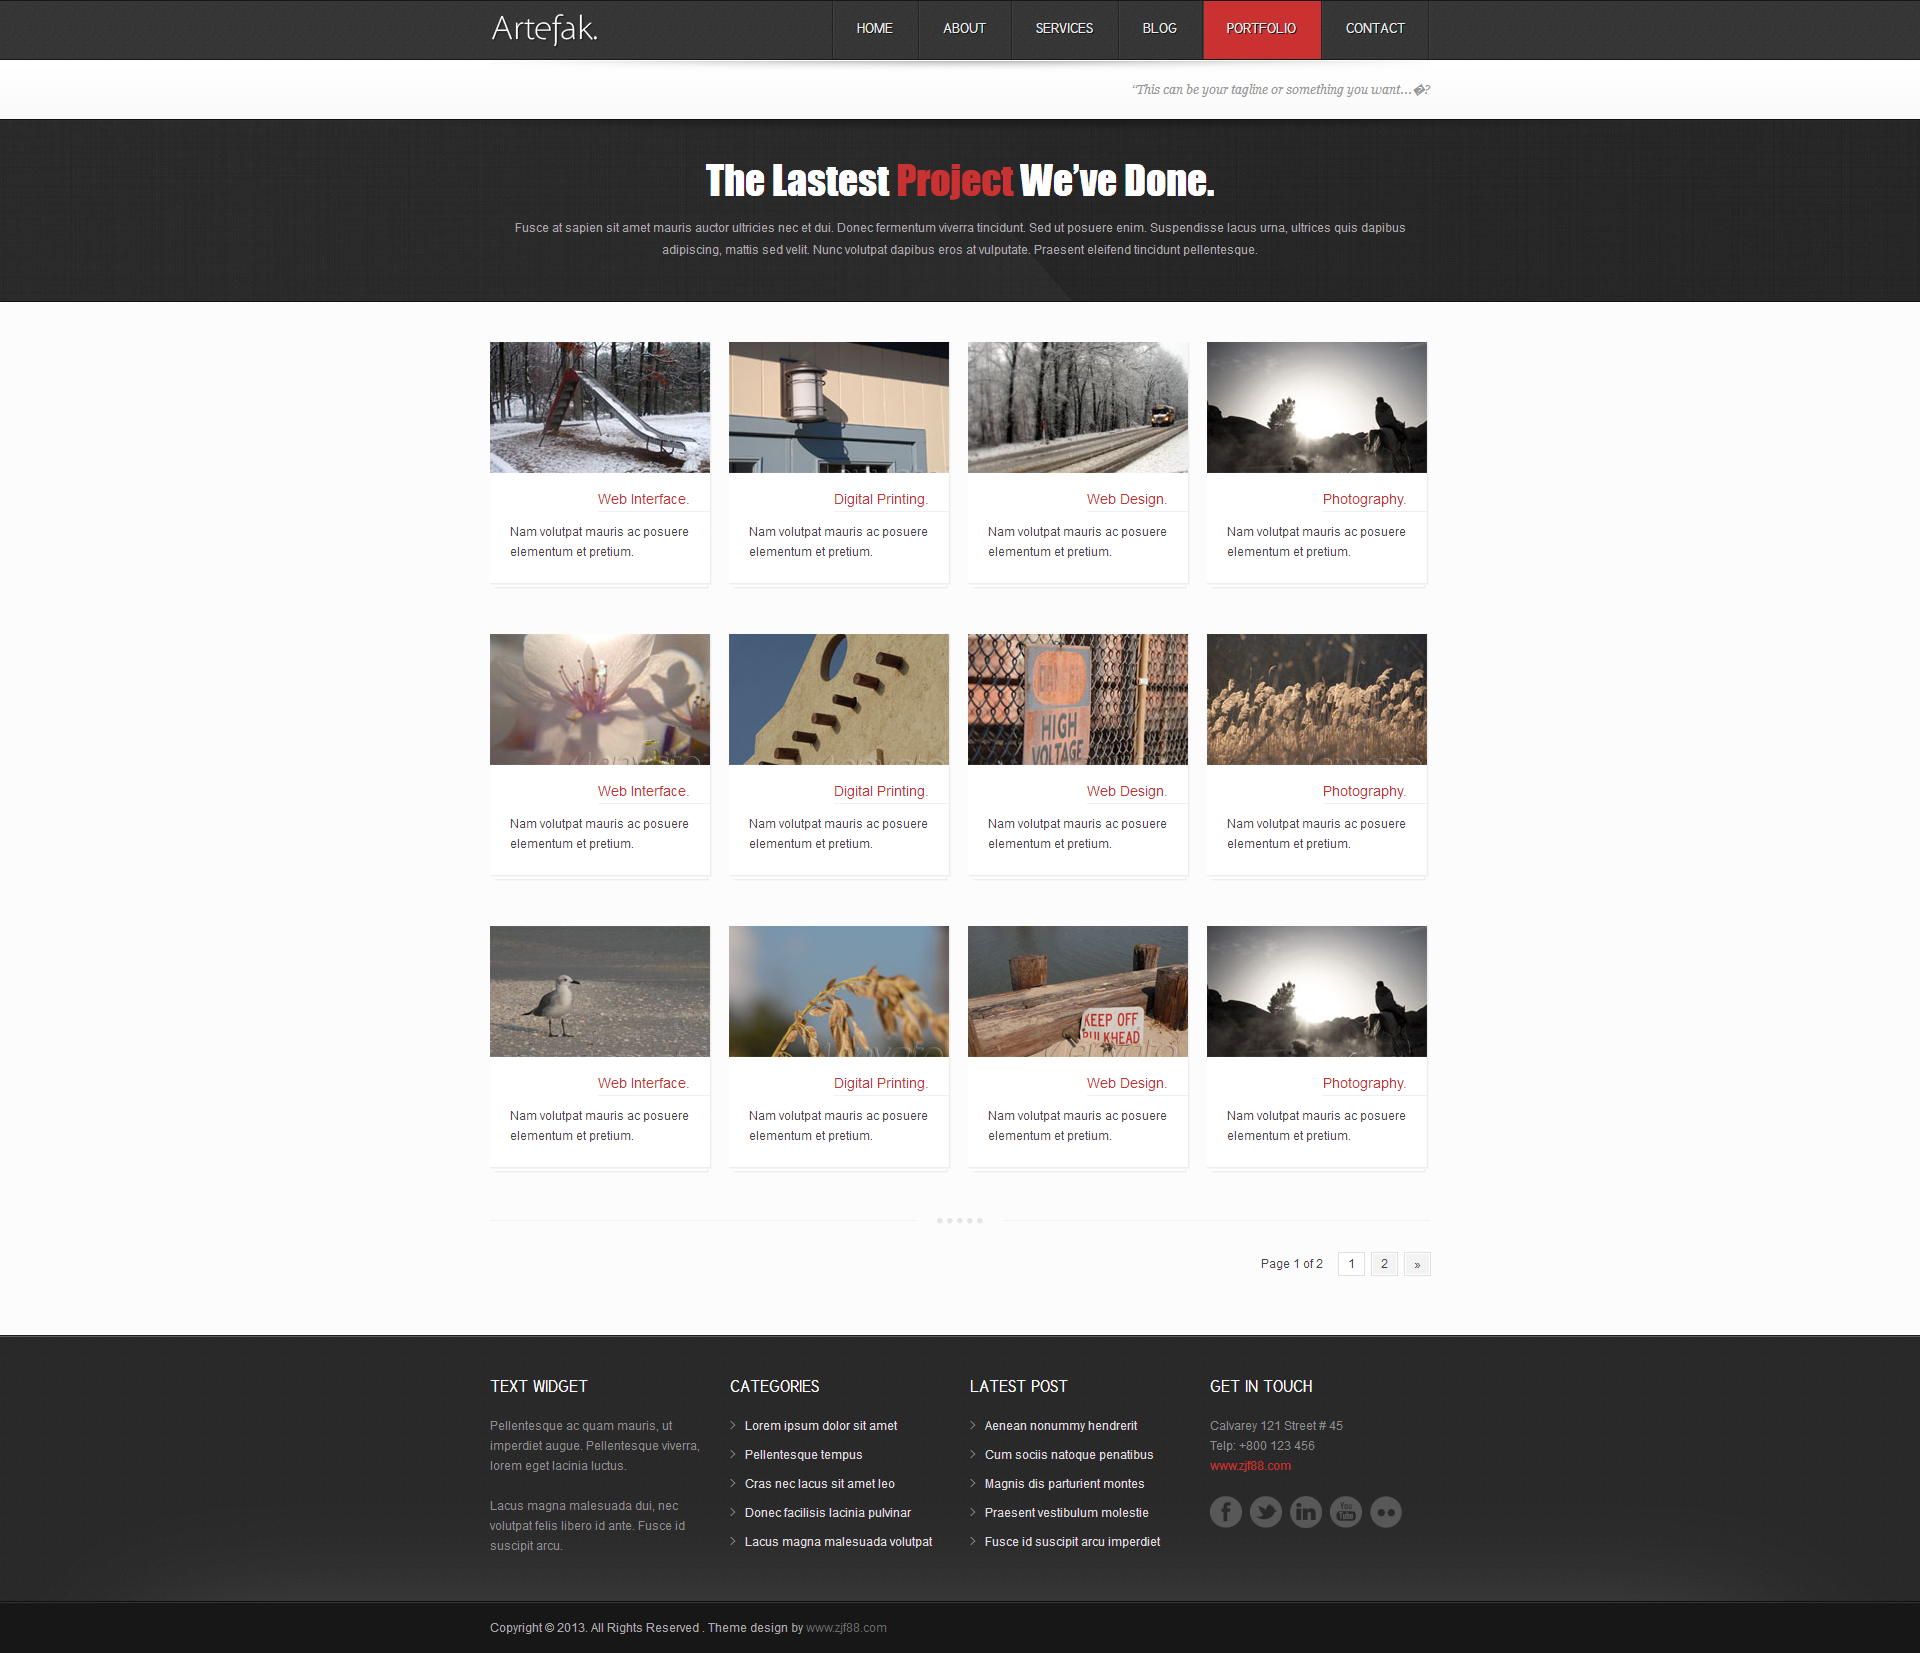 Artefak.
HOME ABOUT SERVICES BLOG PORTFOLIO CONTACT
"This can be your tagline or something you want...�?
The Lastest Project We've Done.
Fusce at sapien sit amet mauris auctor ultricies nec et dui. Donec fermentum viverra tincidunt. Sed ut posuere enim. Suspendisse lacus urna, ultrices quis dapibus
adipiscing, mattis sed velit. Nunc volutpat dapibus eros at vulputate. Praesent eleifend tincidunt pellentesque.
Web Interface.
Nam volutpat mauris ac posuere
elementum et pretium.
Digital Printing.
Nam volutpat mauris ac posuere
elementum et pretium.
Web Design.
Nam volutpat mauris ac posuere
elementum et pretium.
Photography.
Nam volutpat mauris ac posuere
elementum et pretium.
HIGH
VOLTAGE
Web Interface.
Nam volutpat mauris ac posuere
elementum et pretium.
Digital Printing.
Nam volutpat mauris ac posuere
elementum et pretium.
Web Design.
Nam volutpat mauris ac posuere
elementum et pretium.
Photography.
Nam volutpat mauris ac posuere
elementum et pretium.
KEEP OFF
BULKHEAD
Web Interface.
Nam volutpat mauris ac posuere
elementum et pretium.
Digital Printing.
Nam volutpat mauris ac posuere
elementum et pretium.
Web Design.
Nam volutpat mauris ac posuere
elementum et pretium.
Photography.
Nam volutpat mauris ac posuere
elementum et pretium.
Page 1 of 2 1 2 »
TEXT WIDGET
Pellentesque ac quam mauris, ut
imperdiet augue. Pellentesque viverra,
lorem eget lacinia luctus.
Lacus magna malesuada dui, nec
volutpat felis libero id ante. Fusce id
suscipit arcu.
CATEGORIES
Lorem ipsum dolor sit amet
Pellentesque tempus
Cras nec lacus sit amet leo
Donec facilisis lacinia pulvinar
Lacus magna malesuada volutpat
LATEST POST
Aenean nonummy hendrerit
Cum sociis natoque penatibus
Magnis dis parturient montes
Praesent vestibulum molestie
Fusce id suscipit arcu imperdiet
GET IN TOUCH
Calvarey 121 Street # 45
Telp: +800 123 456
www.zjf88.com
f in You Tube
Copyright © 2013. All Rights Reserved . Theme design by www.zjf88.com